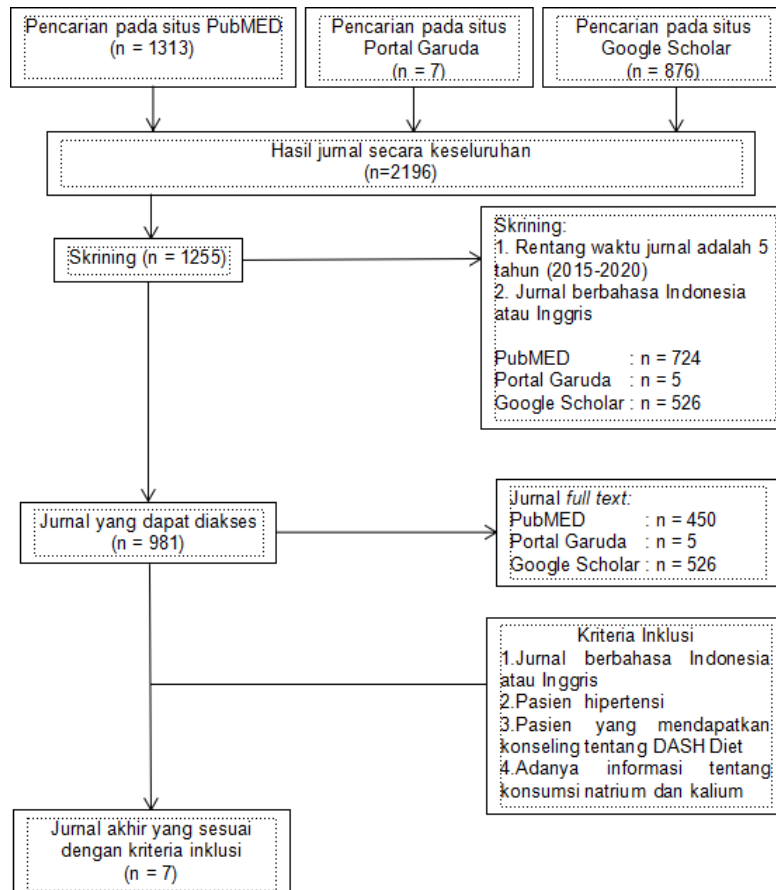 Pencarian pada situs PubMED
(n = 1313)
Pencarian pada situs
Portal Garuda
(n = 7)
Pencarian pada situs
Google Scholar
(n = 876)
Hasil jurnal secara keseluruhan
(n=2196)
Skrining (n = 1255)
Skrining:
1. Rentang waktu jurnal adalah 5
tahun (2015-2020)
2. Jurnal berbahasa Indonesia
atau Inggris
PubMED : n = 724
Portal Garuda : n = 5
Google Scholar : n = 526
Jurnal yang dapat diakses
(n = 981)
Jurnal full text:
PubMED : n = 450
Portal Garuda : n = 5
Google Scholar : n = 526
Kriteria Inklusi
1.Jurnal berbahasa Indonesia
atau Inggris
2.Pasien hipertensi
3.Pasien yang mendapatkan
konseling tentang DASH Diet
4.Adanya informasi tentang
konsumsi natrium dan kalium
Jurnal akhir yang sesuai
dengan kriteria inklusi
(n = 7)